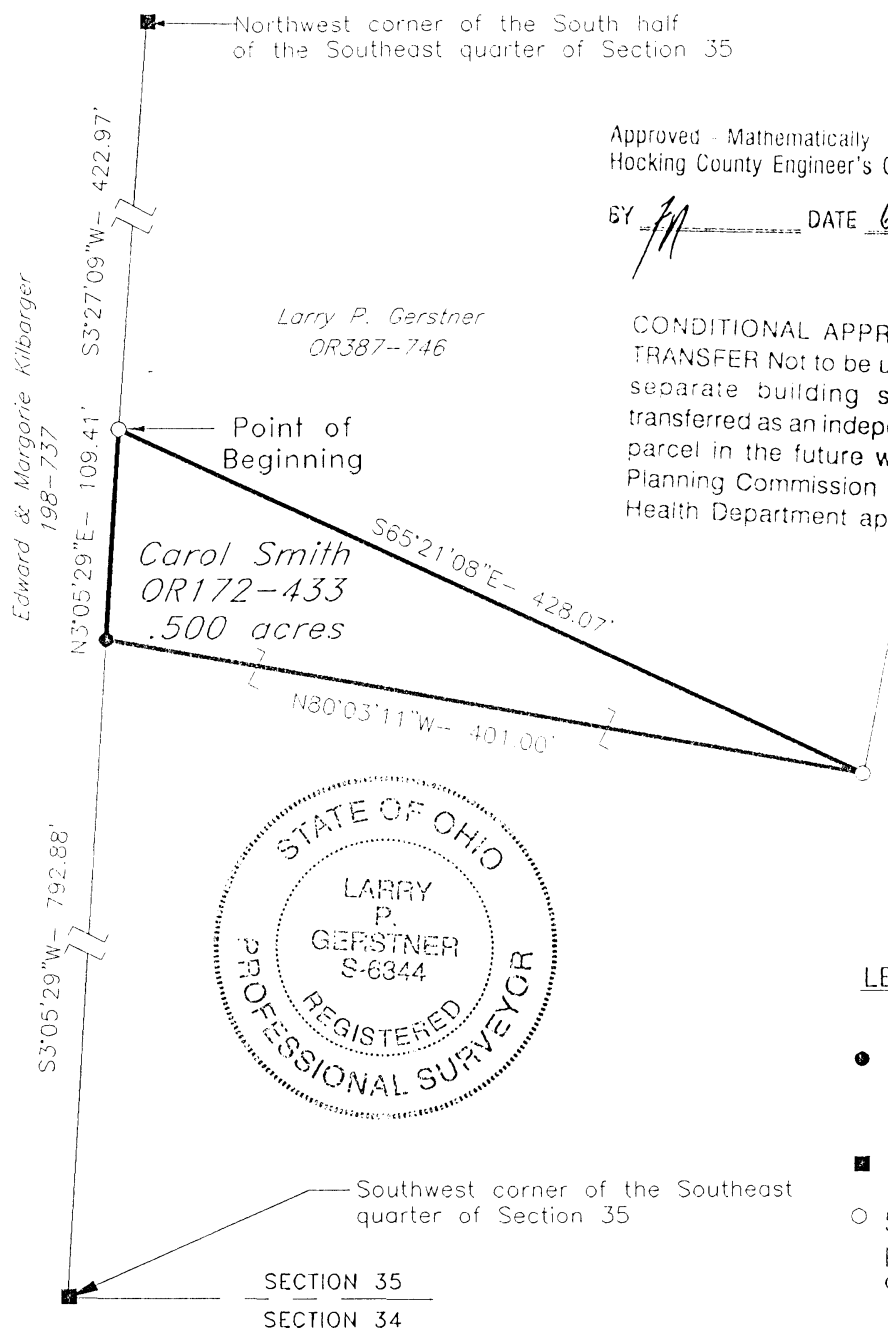 Northwest corner of the South half
of the Southeast quarter of Section 35
S3°27'09"W- 422.97'
Approved - Mathematically
Hocking County Engineer's
BY DATE
Edward & Margorie Kilbarger
198-737
Larry P. Gerstner
OR387-746
CONDITIONAL APPR
TRANSFER Not to be u
separate building s
transferred as an indepe
parcel in the future w
Planning Commission
Health Department ap
Point of
Beginning
N3°05'29"E- 109.41'
Carol Smith
OR172-433
.500 acres
S65°21'08"E- 428.07'
N80°03'11"W- 401.00'
S3°05'29"W- 792.88'
STATE OF OHIO
LARRY
P.
GERSTNER
S-6344
REGISTERED
PROFESSIONAL SURVEYOR
LE
Southwest corner of the Southeast
quarter of Section 35
5
SECTION 35
SECTION 34